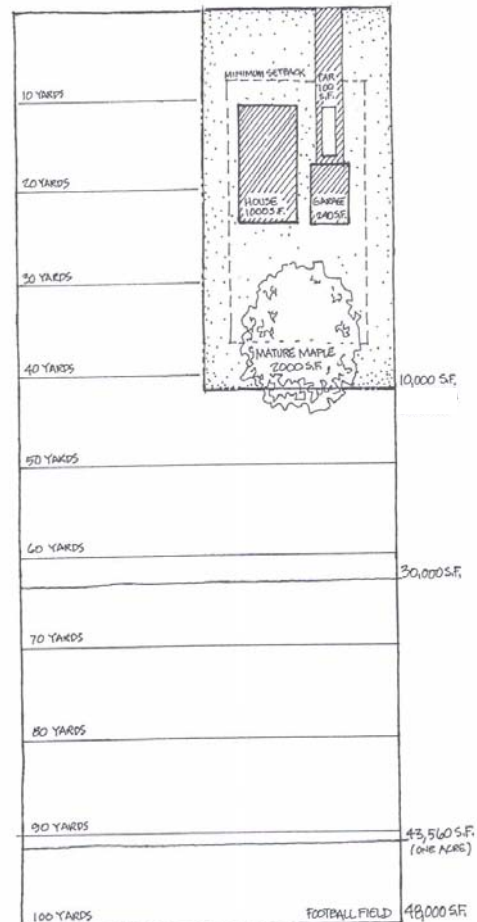 MINIMUM SETBACK
CAR
100
S.F.
10 YARDS
20 YARDS
HOUSE
1000 S.F.
GARAGE
240 S.F.
30 YARDS
MATURE MAPLE
2000 S.F.
40 YARDS
10,000 S.F.
50 YARDS
60 YARDS
30,000 S.F.
70 YARDS
80 YARDS
90 YARDS
43,560 S.F.
(ONE ACRE)
100 YARDS
FOOTBALL FIELD
48,000 S.F.